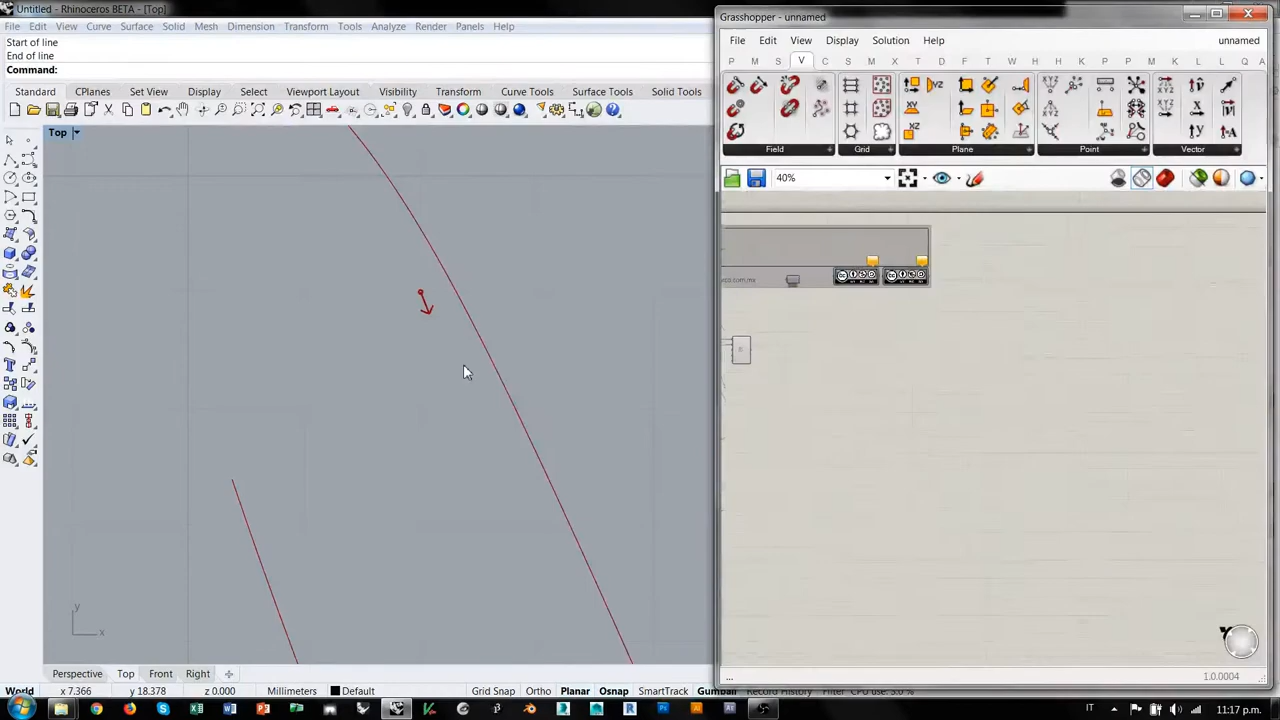 Untitled - Rhinoceros BETA - [Top]
File Edit View Curve Surface Solid Mesh Dimension Transform Tools Analyze Render Panels Help
Start of line
End of line
Command:
Standard CPlanes Set View Display Select Viewport Layout Visibility Transform Curve Tools Surface Tools Solid Tools
Top
y
x
Perspective Top Front Right
World x 7.366 y 18.378 z 0.000 Millimeters Default Grid Snap Ortho Planar Osnap SmartTrack Gumball Record History Filter CPU use: 5.0 %
Grasshopper - unnamed
File Edit View Display Solution Help unnamed
P M S V C S M X D F T W K H H P L L L A
Field Grid Plane Point Vector
40%
...
1.0.0004
IT 11:17 p.m.